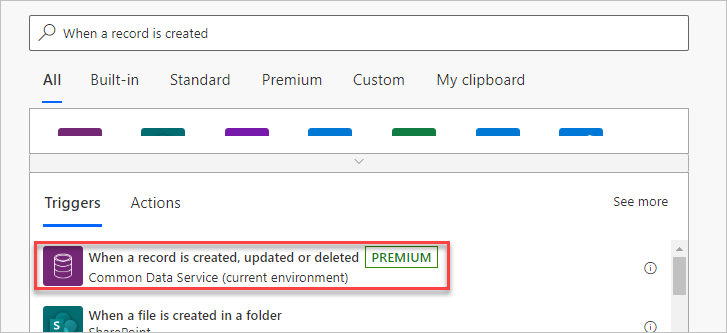 When a record is created
All Built-in Standard Premium Custom My clipboard
Triggers Actions See more
When a record is created, updated or deleted PREMIUM
Common Data Service (current environment)
When a file is created in a folder
SharePoint